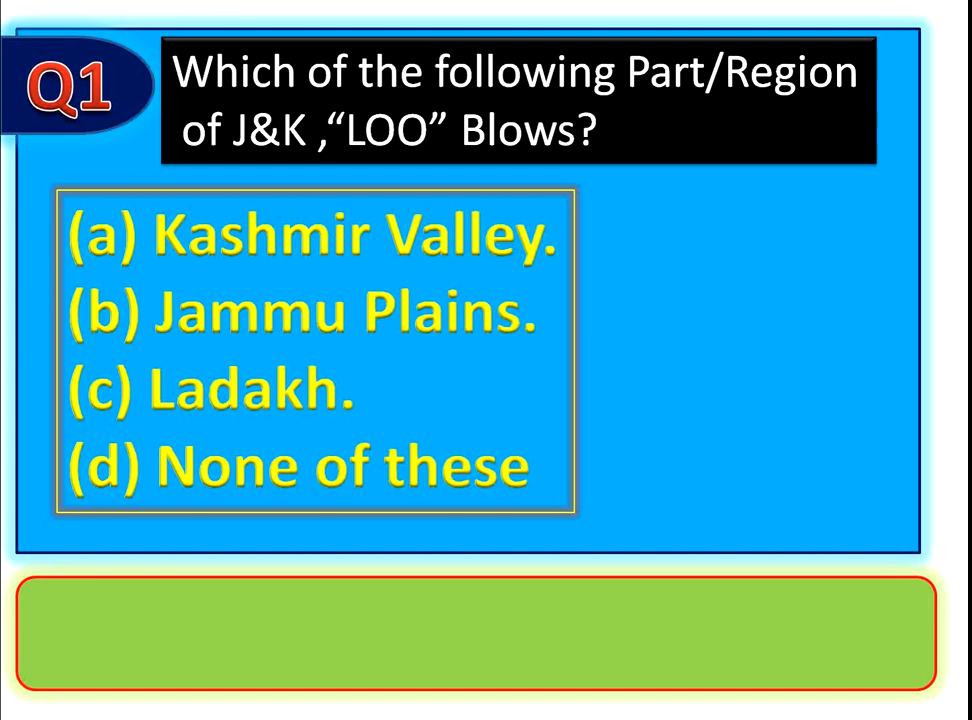 Q1
Which of the following Part/Region
of J&K ,“LOO” Blows?
(a) Kashmir Valley.
(b) Jammu Plains.
(c) Ladakh.
(d) None of these